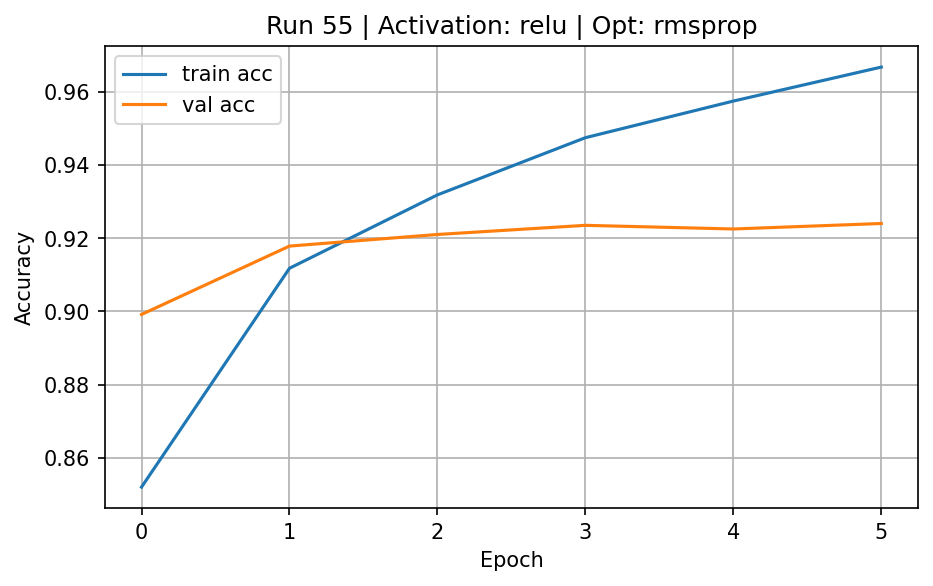 Run 55 | Activation: relu | Opt: rmsprop
train acc
val acc
0.96
0.94
0.92
0.90
0.88
0.86
Accuracy
0 1 2 3 4 5
Epoch